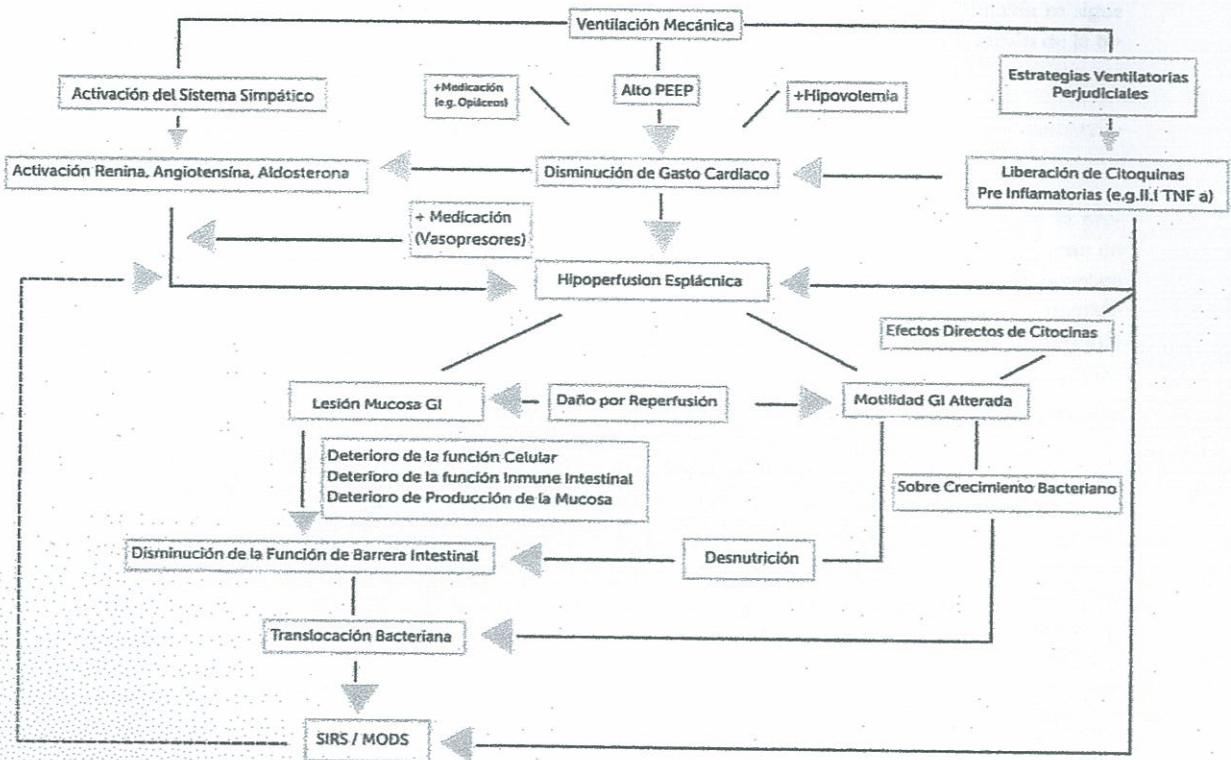 Ventilación Mecánica
Activación del Sistema Simpático
+Medicación
(e.g. Opiáceos)
Alto PEEP
+Hipovolemia
Estrategias Ventilatorias
Perjudiciales
Activación Renina, Angiotensína, Aldosterona
Disminución de Gasto Cardiaco
Liberación de Citoquinas
Pre Inflamatorias (e.g.II.I TNF a)
+ Medicación
(Vasopresores)
Hipoperfusion Esplácnica
Efectos Directos de Citocinas
Lesión Mucosa GI
Daño por Reperfusión
Motilidad GI Alterada
Deterioro de la función Celular
Deterioro de la función Inmune Intestinal
Deterioro de Producción de la Mucosa
Sobre Crecimiento Bacteriano
Disminución de la Función de Barrera Intestinal
Desnutrición
Translocación Bacteriana
SIRS / MODS